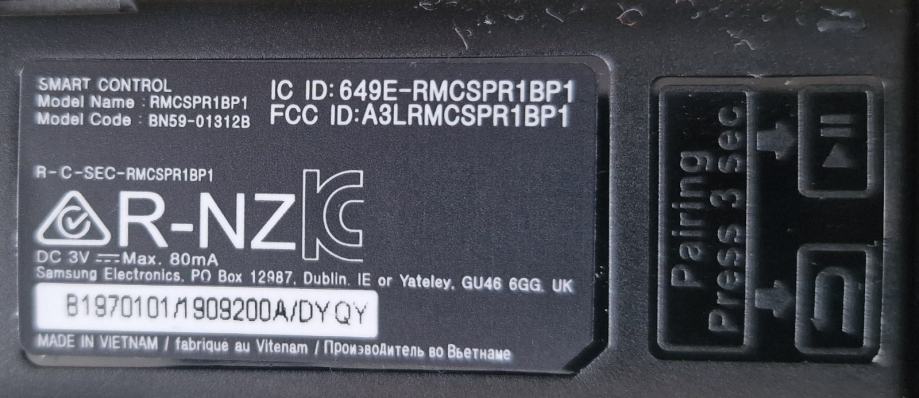 SMART CONTROL
Model Name : RMCSPR1BP1
Model Code : BN59-01312B
IC ID: 649E-RMCSPR1BP1
FCC ID: A3LRMCSPR1BP1
R-C-SEC-RMCSPR1BP1
R-NZ
DC 3V Max. 80mA
Samsung Electronics, PO Box 12987, Dublin. IE or Yateley, GU46 6GG. UK
B1970101/1909200A/DYQY
MADE IN VIETNAM / fabriqué au Vitenam / Производитель во Вьетнаме
Pairing
Press 3 sec